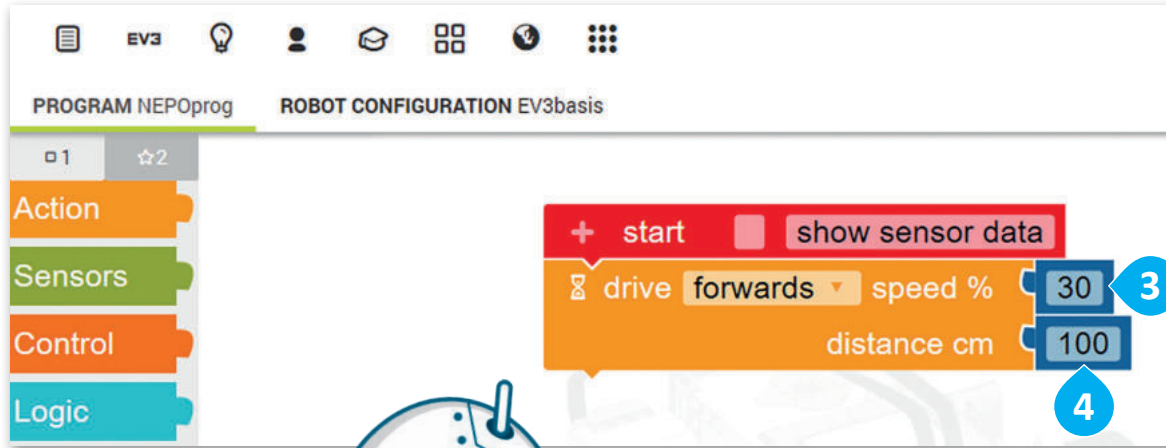 EV3
PROGRAM NEPOprog ROBOT CONFIGURATION EV3basis
1 2
Action
Sensors
Control
Logic
+ start show sensor data
drive forwards speed % 30 3
distance cm 100
4